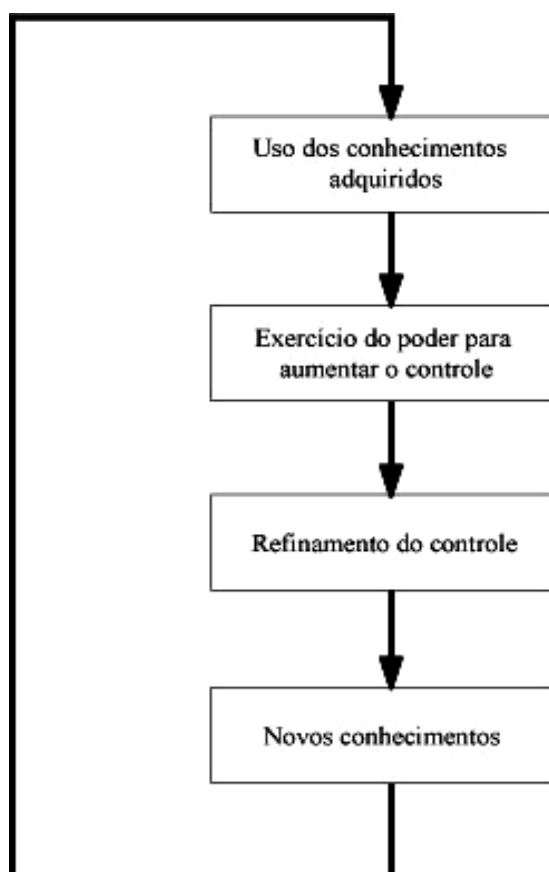 Uso dos conhecimentos
adquiridos
Exercício do poder para
aumentar o controle
Refinamento do controle
Novos conhecimentos